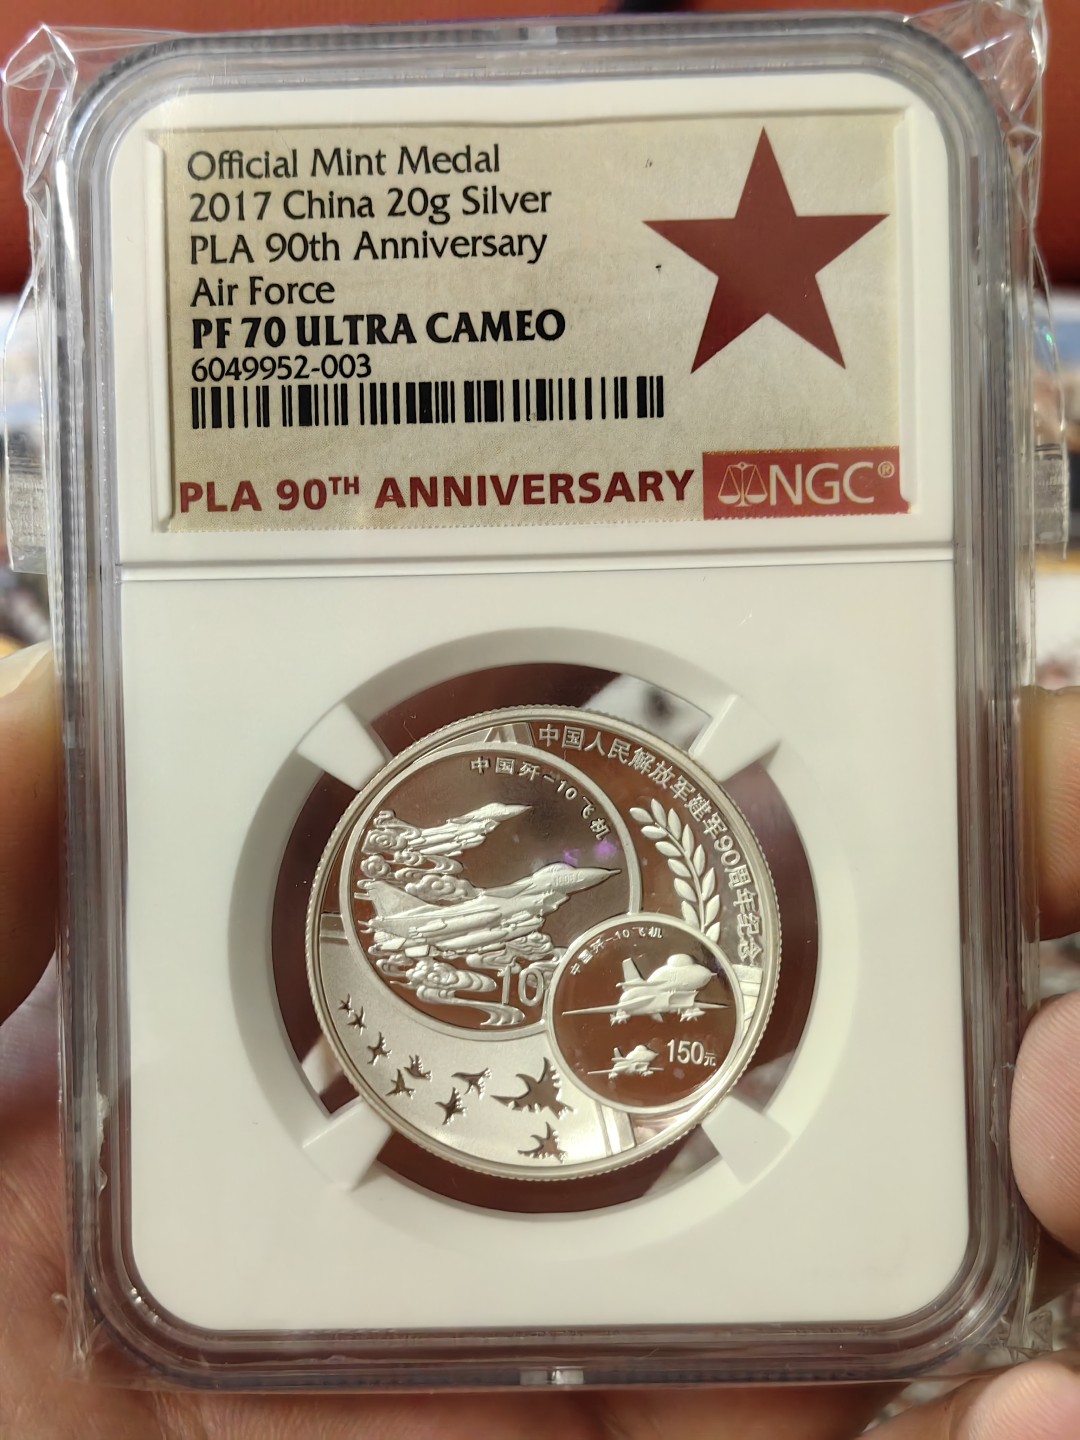 Official Mint Medal
2017 China 20g Silver
PLA 90th Anniversary
Air Force
PF 70 ULTRA CAMEO
6049952-003
PLA 90TH ANNIVERSARY
NGC®
中国人民解放军建军90周年纪念
中国歼-10飞机
10
中国歼-10飞机
150元